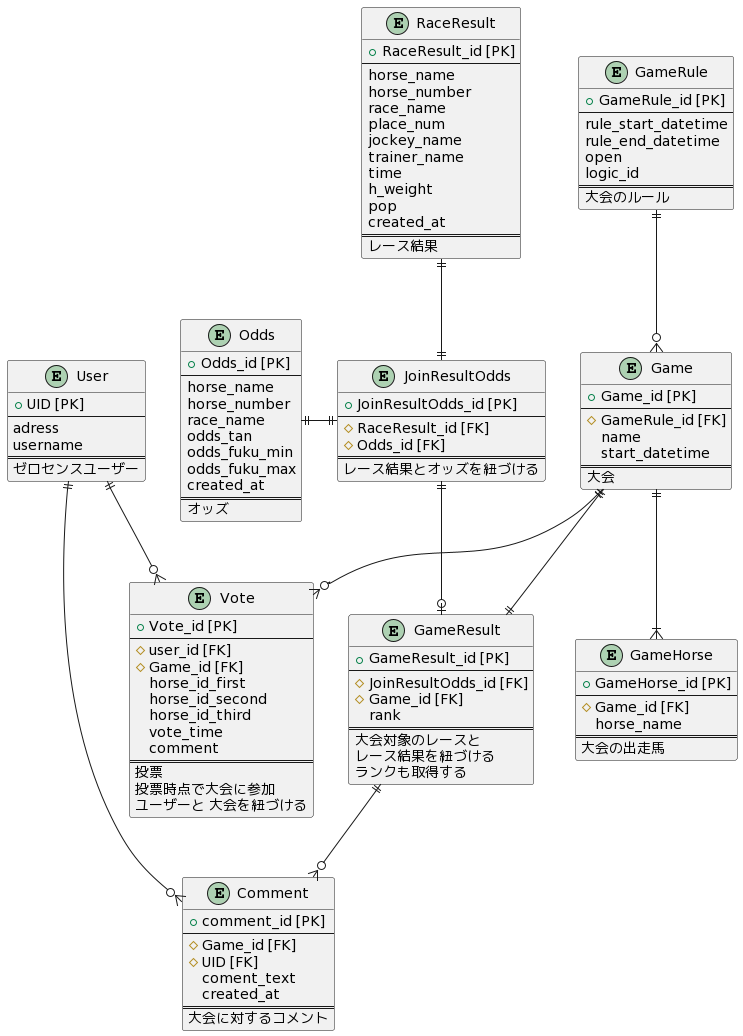 E RaceResult
RaceResult_id [PK]
horse_name
horse_number
race_name
place_num
jockey_name
trainer_name
time
h_weight
pop
created_at
レース結果
E GameRule
GameRule_id [PK]
rule_start_datetime
rule_end_datetime
open
logic_id
大会のルール
E User
UID [PK]
adress
username
ゼロセンスユーザー
E Odds
Odds_id [PK]
horse_name
horse_number
race_name
odds_tan
odds_fuku_min
odds_fuku_max
created_at
オッズ
E JoinResultOdds
JoinResultOdds_id [PK]
RaceResult_id [FK]
Odds_id [FK]
レース結果とオッズを紐づける
E Game
Game_id [PK]
GameRule_id [FK]
name
start_datetime
大会
E Vote
Vote_id [PK]
user_id [FK]
Game_id [FK]
horse_id_first
horse_id_second
horse_id_third
vote_time
comment
投票
投票時点で大会に参加
ユーザーと 大会を紐づける
E GameResult
GameResult_id [PK]
JoinResultOdds_id [FK]
Game_id [FK]
rank
大会対象のレースと
レース結果を紐づける
ランクも取得する
E GameHorse
GameHorse_id [PK]
Game_id [FK]
horse_name
大会の出走馬
E Comment
comment_id [PK]
Game_id [FK]
UID [FK]
coment_text
created_at
大会に対するコメント